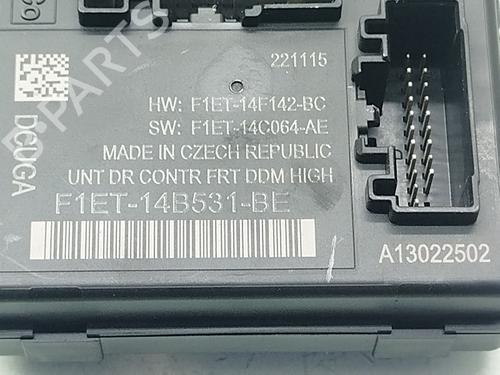 221115
HW: F1ET-14F142-BC
SW: F1ET-14C064-AE
MADE IN CZECH REPUBLIC
UNT DR CONTR FRT DDM HIGH
F1ET-14B531-BE
DCUGA
A13022502